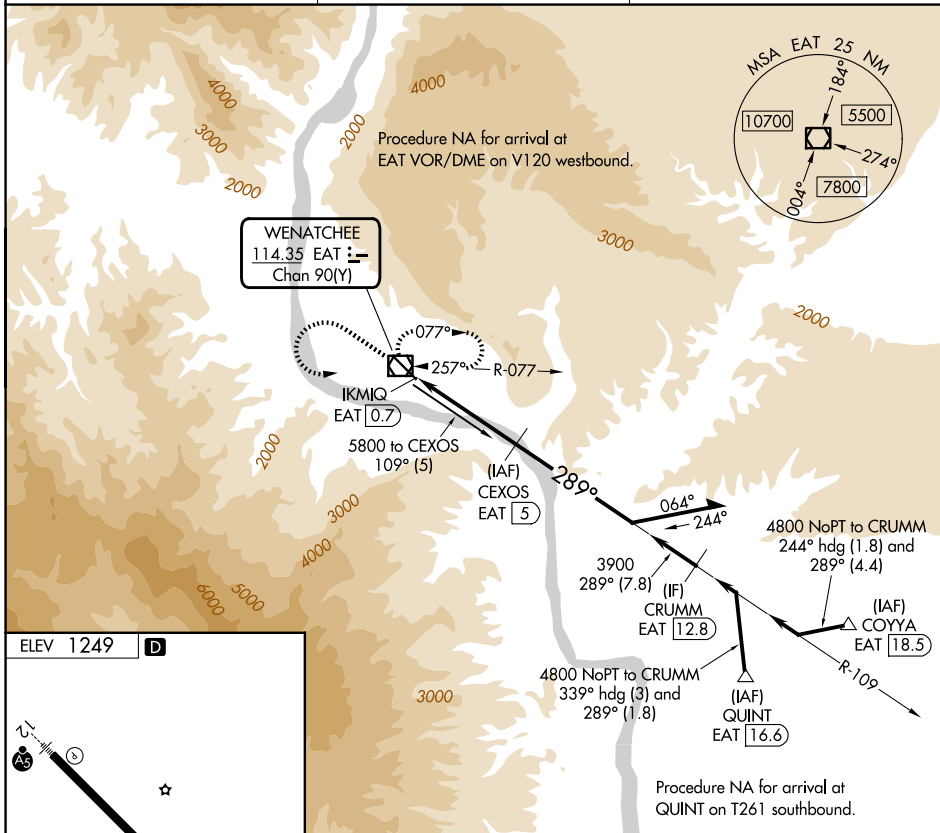 MSA EAT 25 NM
184°
10700
5500
274°
004°
7800
4000
4000
3000
2000
2000
Procedure NA for arrival at
EAT VOR/DME on V120 westbound.
3000
2000
WENATCHEE
114.35 EAT
Chan 90(Y)
077°
257°
R-077
IKMIQ
EAT 0.7
5800 to CEXOS
109° (5)
(IAF)
CEXOS
EAT 5
289°
064°
244°
2000
3000
4000
5000
6000
3900
289° (7.8)
(IF)
CRUMM
EAT 12.8
4800 NoPT to CRUMM
244° hdg (1.8) and
289° (4.4)
(IAF)
COYYA
EAT 18.5
R-109
4800 NoPT to CRUMM
339° hdg (3) and
289° (1.8)
(IAF)
QUINT
EAT 16.6
3000
Procedure NA for arrival at
QUINT on T261 southbound.
ELEV 1249 D
12
A5
P